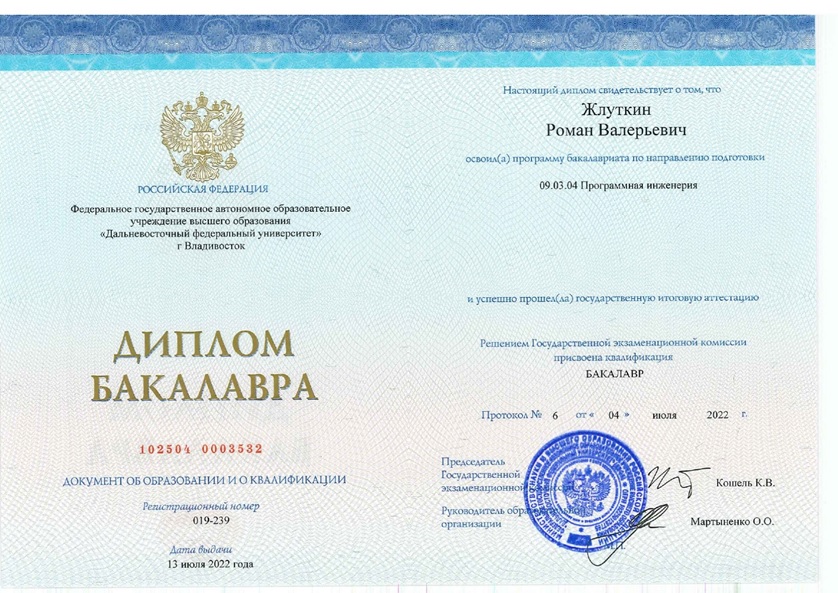 РОССИЙСКАЯ ФЕДЕРАЦИЯ
Федеральное государственное автономное образовательное
учреждение высшего образования
«Дальневосточный федеральный университет»
г Владивосток
ДИПЛОМ
БАКАЛАВРА
102504 0003532
ДОКУМЕНТ ОБ ОБРАЗОВАНИИ И О КВАЛИФИКАЦИИ
Регистрационный номер
019-239
Дата выдачи
13 июля 2022 года
Настоящий диплом свидетельствует о том, что
Жлуткин
Роман Валерьевич
освоил(а) программу бакалавриата по направлению подготовки
09.03.04 Программная инженерия
и успешно прошел(ла) государственную итоговую аттестацию
Решением Государственной экзаменационной комиссии
присвоена квалификация
БАКАЛАВР
Протокол № 6 от « 04 » июля 2022 г.
Председатель
Государственной
экзаменационной комиссии
Кошель К.В.
Руководитель образовательной
организации
Мартыненко О.О.
М.П.